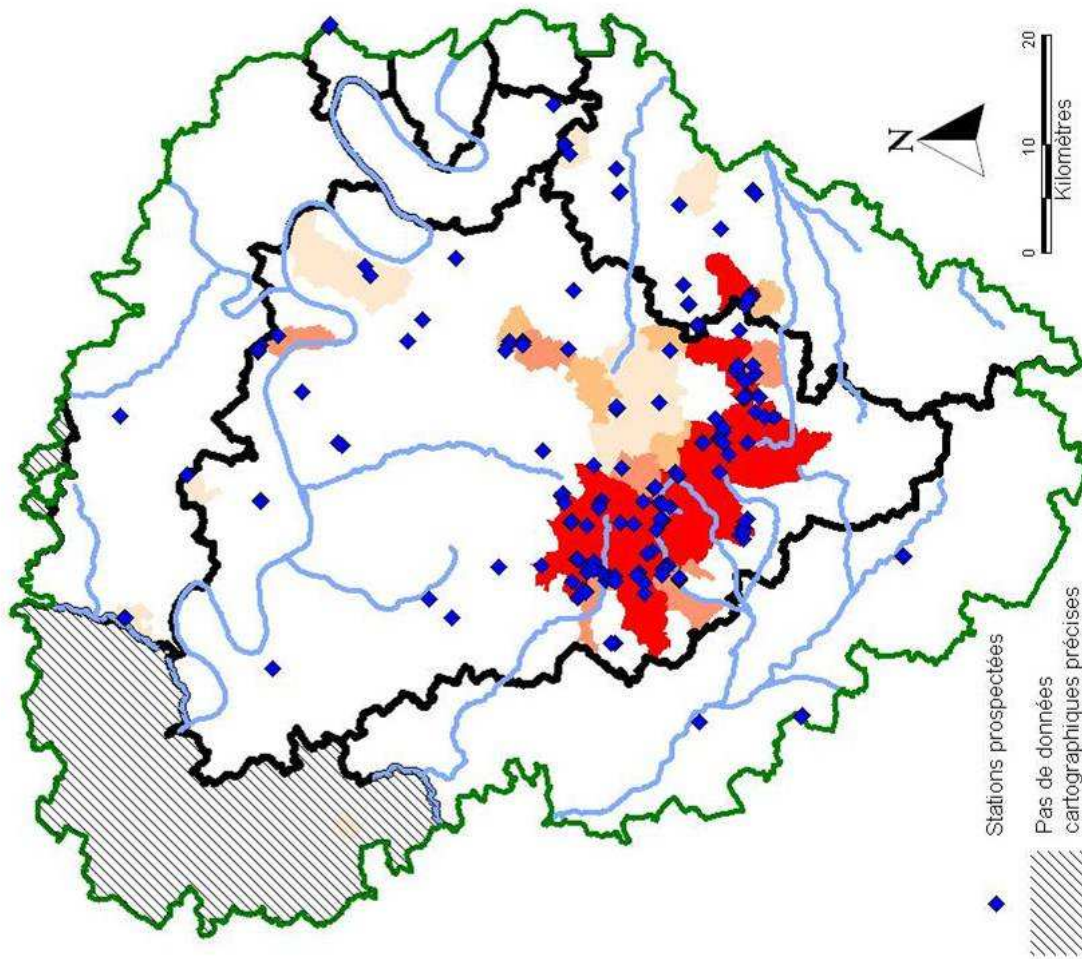 N
0 10 20
Kilomètres
Stations prospectées
Pas de données
cartographiques précises